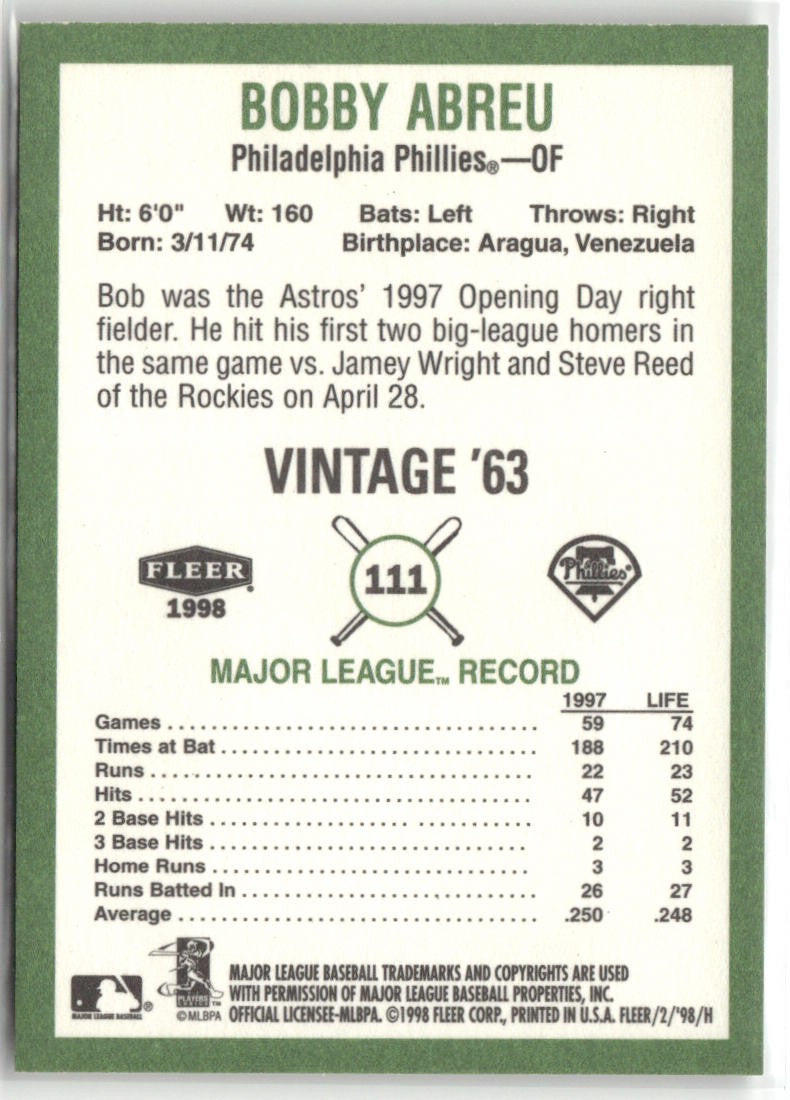 BOBBY ABREU
Philadelphia Phillies®—OF
Ht: 6'0" Wt: 160 Bats: Left Throws: Right
Born: 3/11/74 Birthplace: Aragua, Venezuela
Bob was the Astros' 1997 Opening Day right
fielder. He hit his first two big-league homers in
the same game vs. Jamey Wright and Steve Reed
of the Rockies on April 28.
VINTAGE '63
FLEER
1998
111
Phillies
MAJOR LEAGUE™ RECORD
1997 LIFE
Games 59 74
Times at Bat 188 210
Runs 22 23
Hits 47 52
2 Base Hits 10 11
3 Base Hits 2 2
Home Runs 3 3
Runs Batted In 26 27
Average .250 .248
MAJOR LEAGUE BASEBALL ®
PLAYERS CHOICE ™
©MLBPA
MAJOR LEAGUE BASEBALL TRADEMARKS AND COPYRIGHTS ARE USED
WITH PERMISSION OF MAJOR LEAGUE BASEBALL PROPERTIES, INC.
OFFICIAL LICENSEE-MLBPA. ©1998 FLEER CORP., PRINTED IN U.S.A. FLEER/2/'98/H